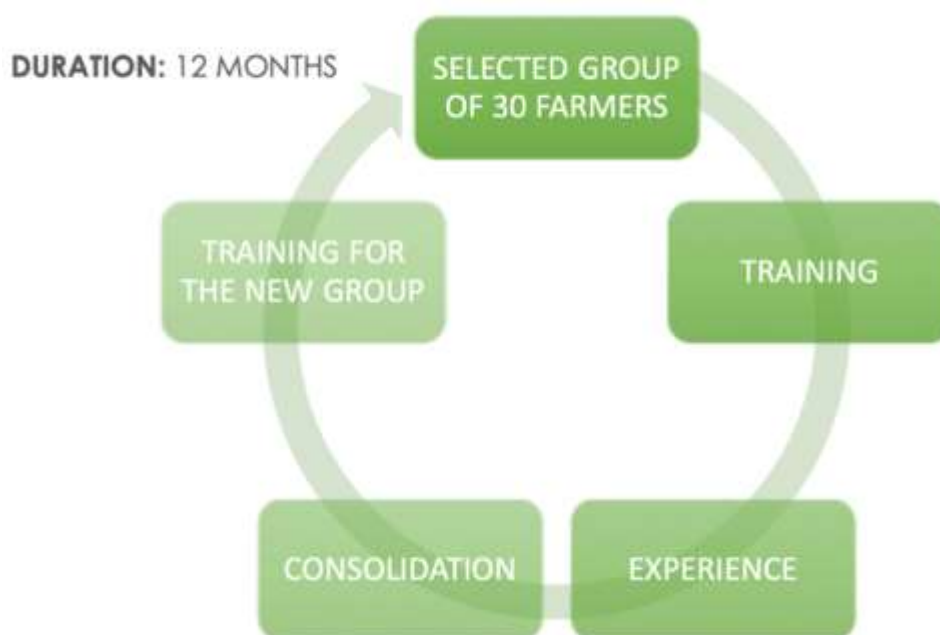 DURATION: 12 MONTHS
SELECTED GROUP
OF 30 FARMERS
TRAINING
EXPERIENCE
CONSOLIDATION
TRAINING FOR
THE NEW GROUP